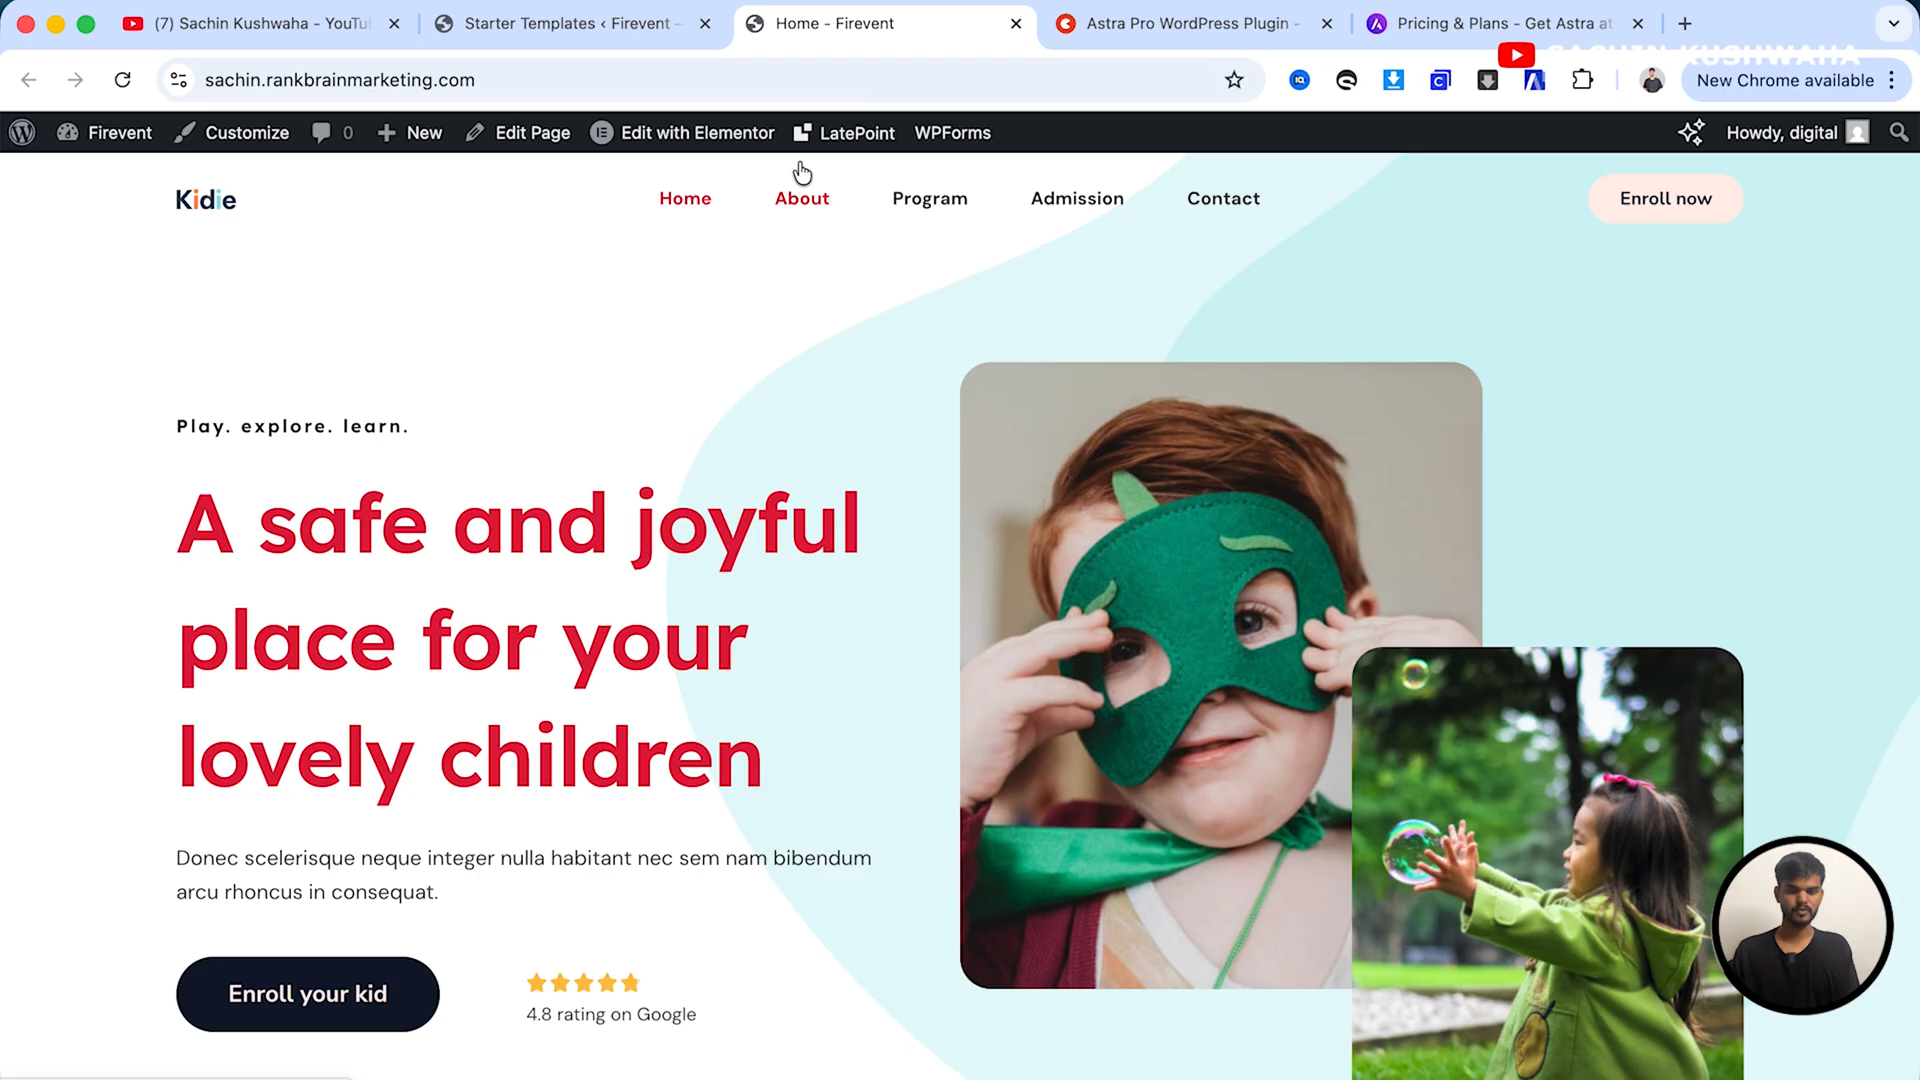 (7) Sachin Kushwaha - YouTu
Starter Templates ‹ Firevent -
Home - Firevent
Astra Pro WordPress Plugin -
Pricing & Plans - Get Astra at
SACHIN KUSHWAHA
sachin.rankbrainmarketing.com
New Chrome available
Firevent
Customize
0
New
Edit Page
Edit with Elementor
LatePoint
WPForms
Howdy, digital
Kidie
Home
About
Program
Admission
Contact
Enroll now
Play. explore. learn.
A safe and joyful
place for your
lovely children
Donec scelerisque neque integer nulla habitant nec sem nam bibendum
arcu rhoncus in consequat.
Enroll your kid
4.8 rating on Google